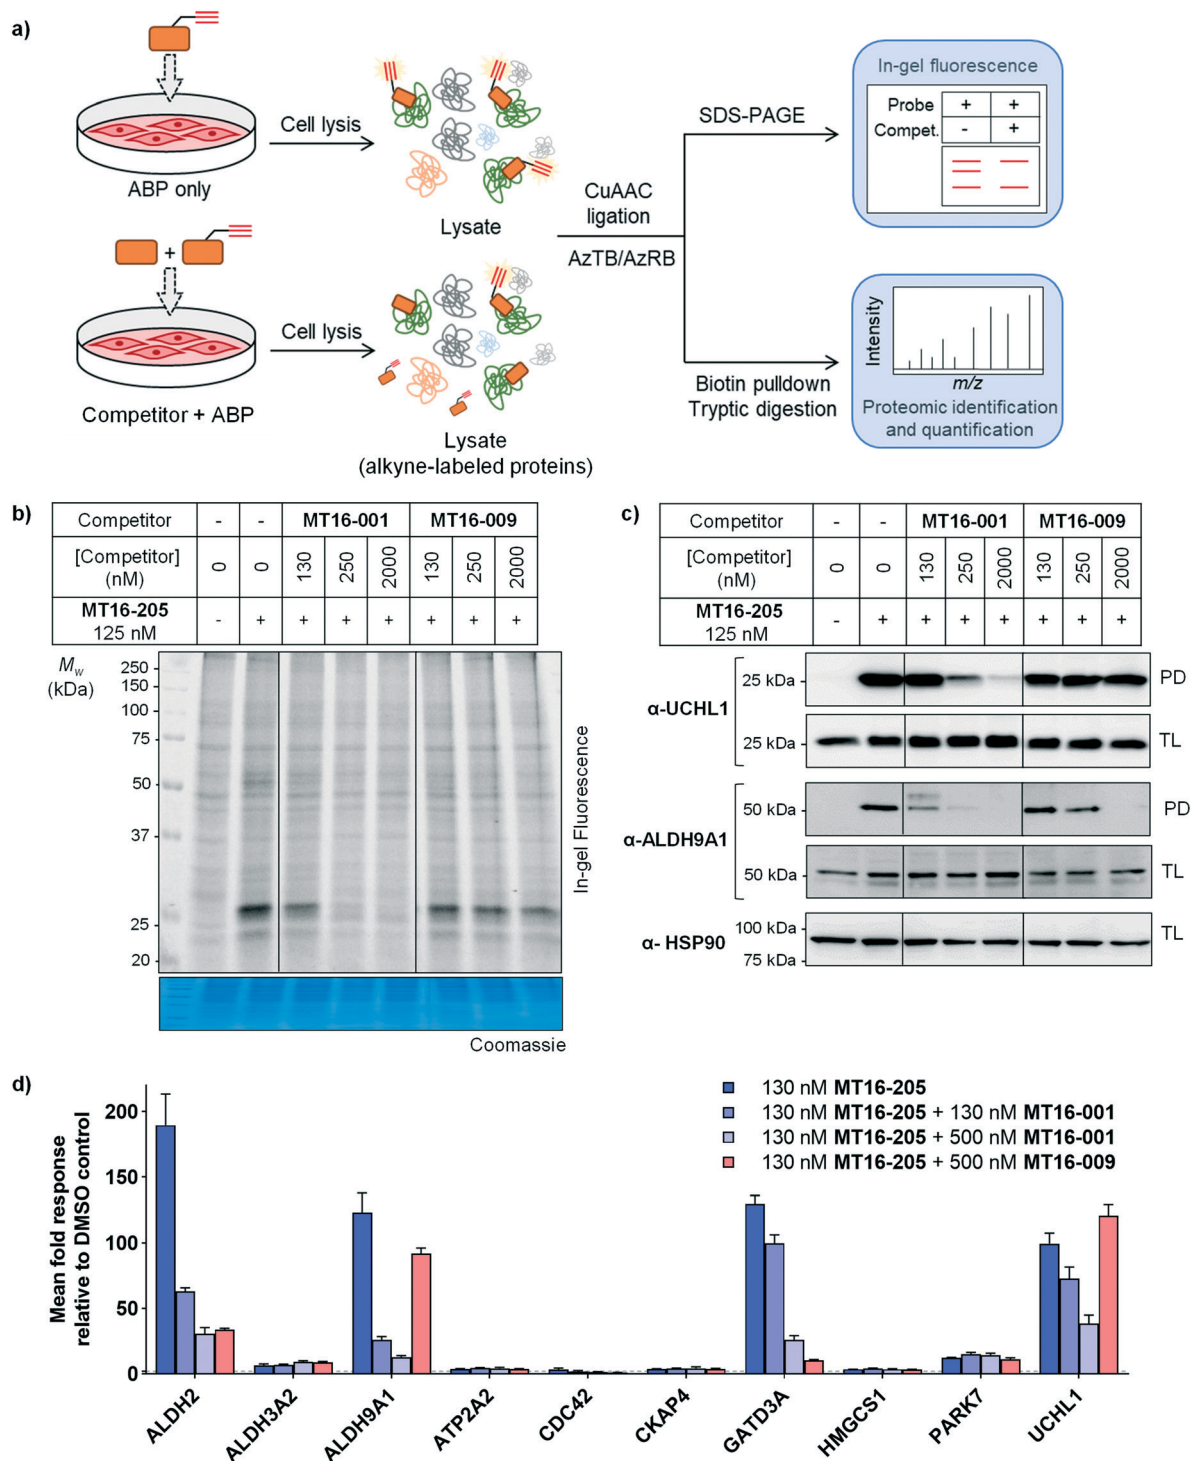 a)
ABP only
Cell lysis
Lysate
Competitor + ABP
Cell lysis
Lysate
(alkyne-labeled proteins)
CuAAC
ligation
AzTB/AzRB
SDS-PAGE
In-gel fluorescence
Probe + +
Compet. - +
Biotin pulldown
Tryptic digestion
Intensity
m/z
Proteomic identification
and quantification
b)
Competitor - - MT16-001 MT16-009
[Competitor]
(nM)
0 0 130 250 2000 130 250 2000
MT16-205
125 nM
- + + + + + + +
Mw
(kDa)
250
150
100
75
50
37
25
20
In-gel Fluorescence
Coomassie
c)
Competitor - - MT16-001 MT16-009
[Competitor]
(nM)
0 0 130 250 2000 130 250 2000
MT16-205
125 nM
- + + + + + + +
α-UCHL1
25 kDa PD
25 kDa TL
α-ALDH9A1
50 kDa PD
50 kDa TL
α- HSP90
100 kDa
75 kDa
TL
d)
Mean fold response
relative to DMSO control
200
150
100
50
0
130 nM MT16-205
130 nM MT16-205 + 130 nM MT16-001
130 nM MT16-205 + 500 nM MT16-001
130 nM MT16-205 + 500 nM MT16-009
ALDH2
ALDH3A2
ALDH9A1
ATP2A2
CDC42
CKAP4
GATD3A
HMGCS1
PARK7
UCHL1